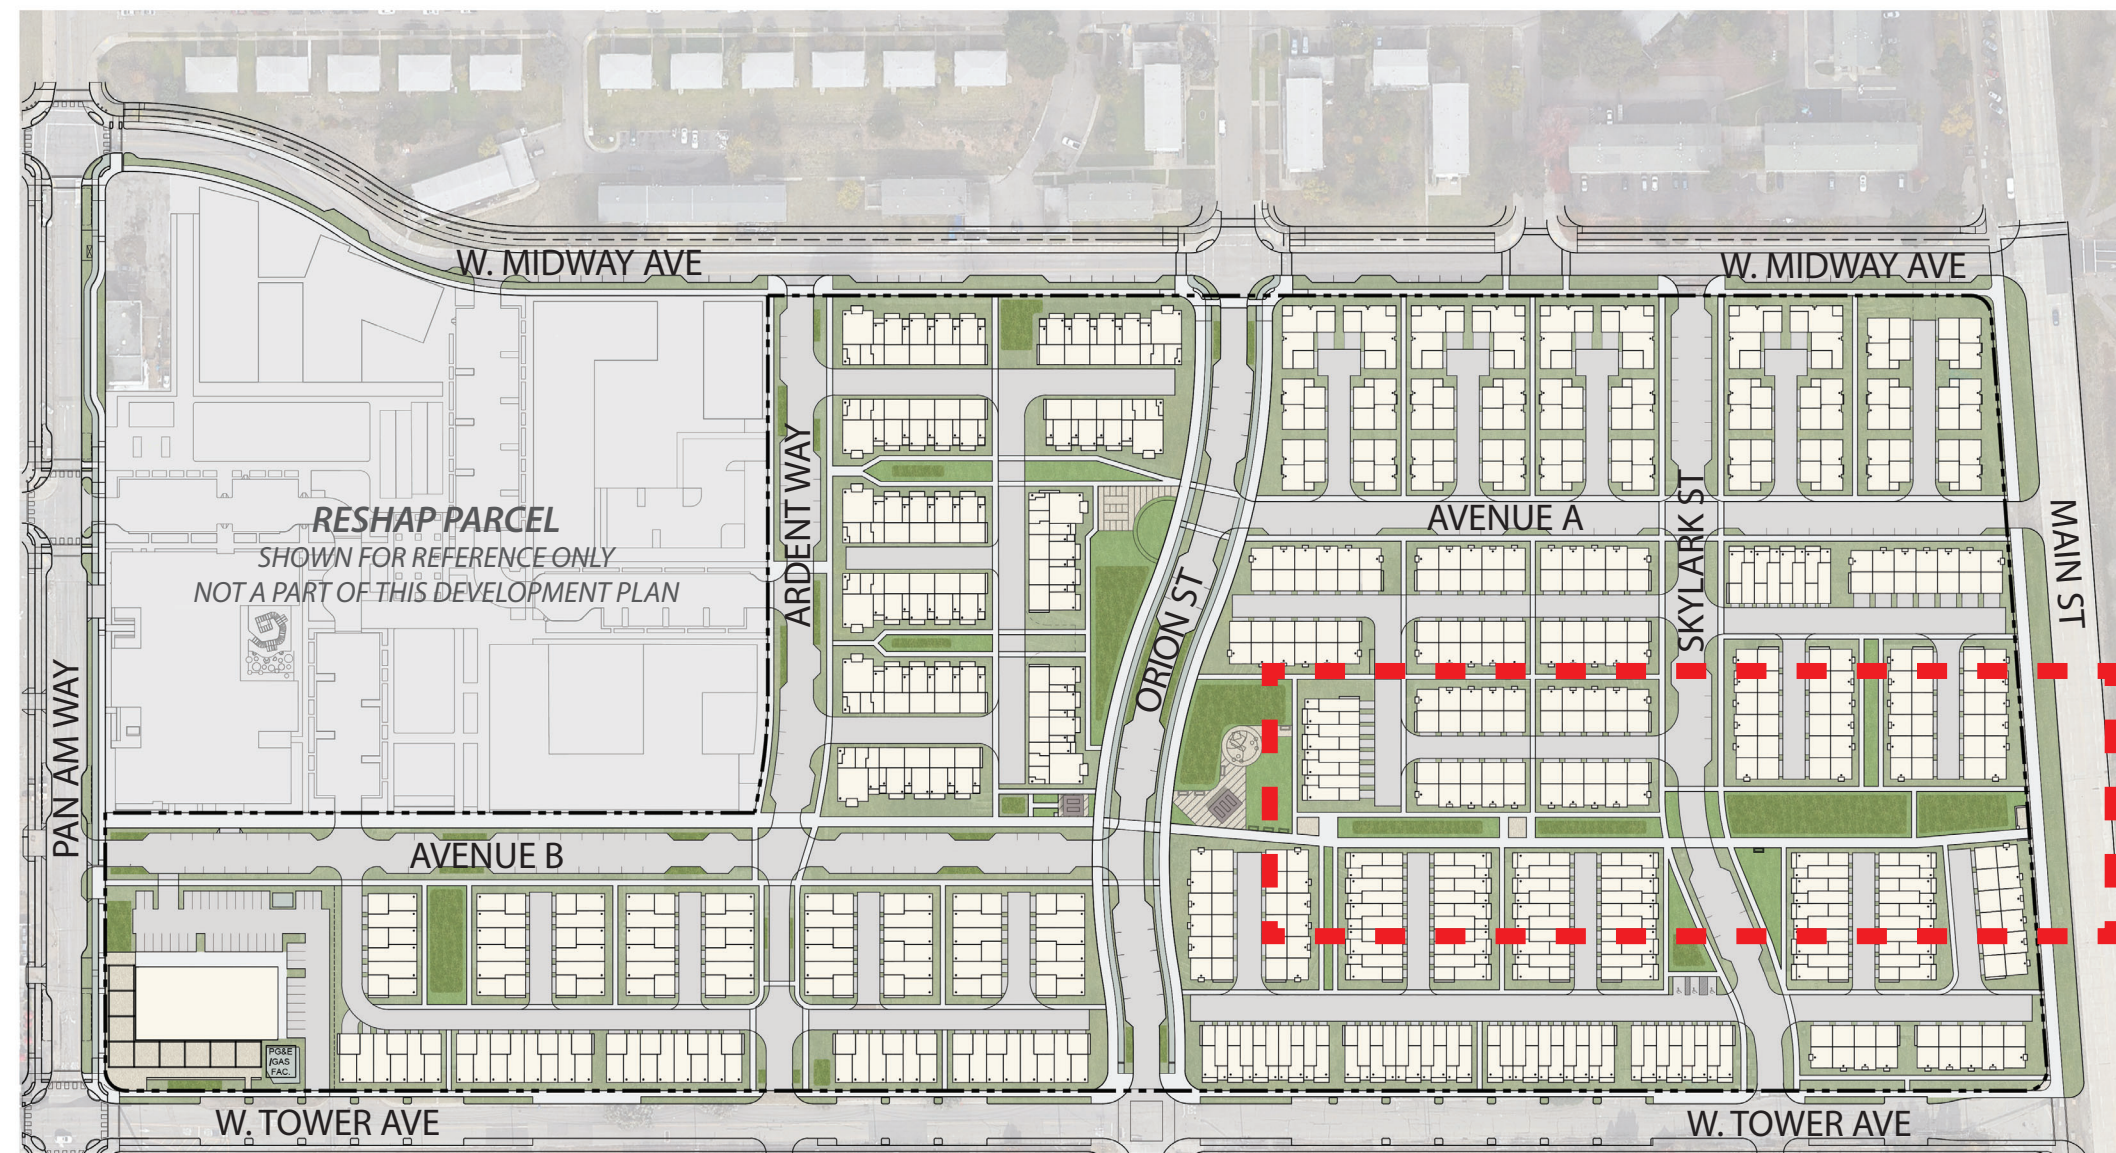 W. MIDWAY AVE
W. MIDWAY AVE
ARDENT WAY
SKYLARK ST
AVENUE A
MAIN ST
RESHAP PARCEL
SHOWN FOR REFERENCE ONLY
NOT A PART OF THIS DEVELOPMENT PLAN
ORION ST
PAN AM WAY
AVENUE B
PG&E
/GAS
FAC.
W. TOWER AVE
W. TOWER AVE